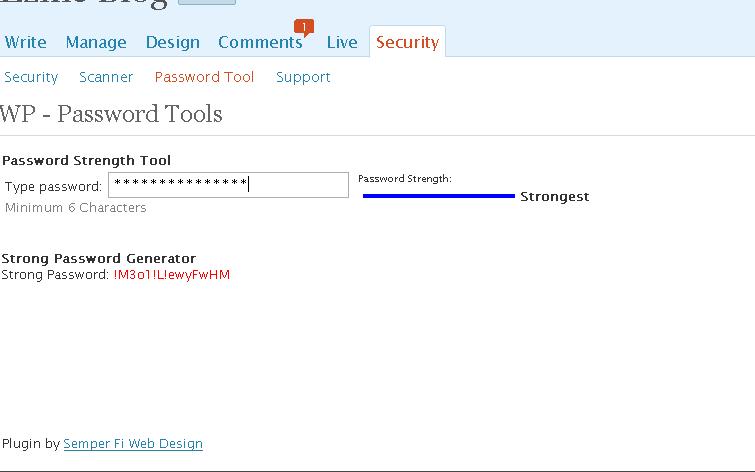 Blog
1
Write Manage Design Comments Live Security
Security Scanner Password Tool Support
WP - Password Tools
Password Strength Tool
Type password: *************** Password Strength: Strongest
Minimum 6 Characters
Strong Password Generator
Strong Password: !M3o1!L!ewyFwHM
Plugin by Semper Fi Web Design